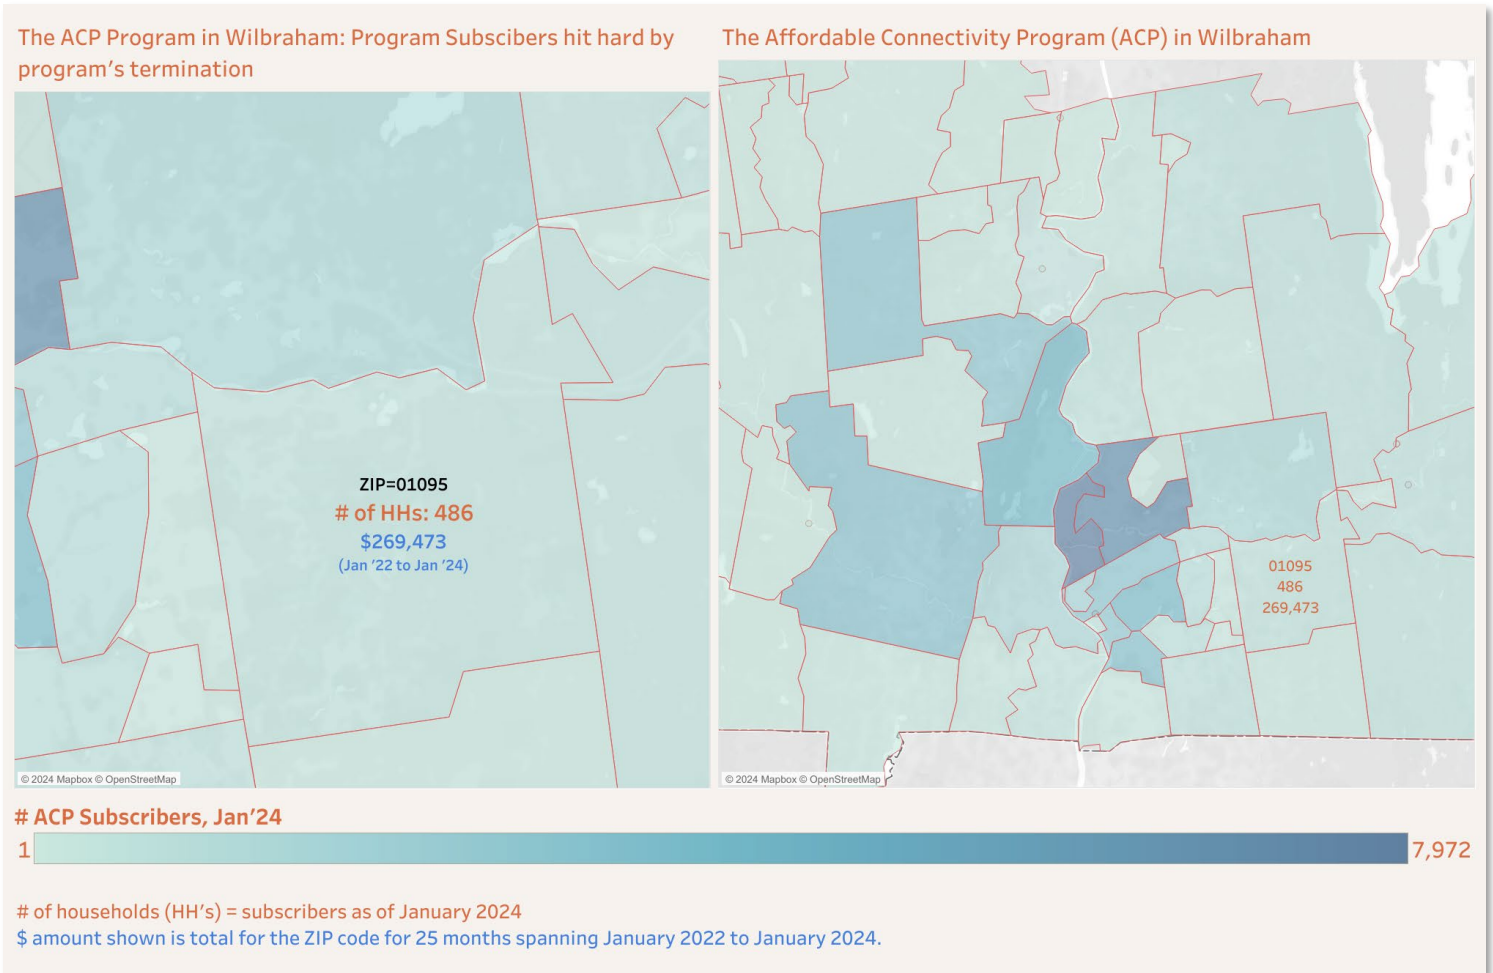 The ACP Program in Wilbraham: Program Subscibers hit hard by
program's termination
ZIP=01095
# of HHs: 486
$269,473
(Jan '22 to Jan '24)
© 2024 Mapbox © OpenStreetMap
The Affordable Connectivity Program (ACP) in Wilbraham
01095
486
269,473
© 2024 Mapbox © OpenStreetMap
# ACP Subscribers, Jan'24
1
7,972
# of households (HH's) = subscribers as of January 2024
$ amount shown is total for the ZIP code for 25 months spanning January 2022 to January 2024.